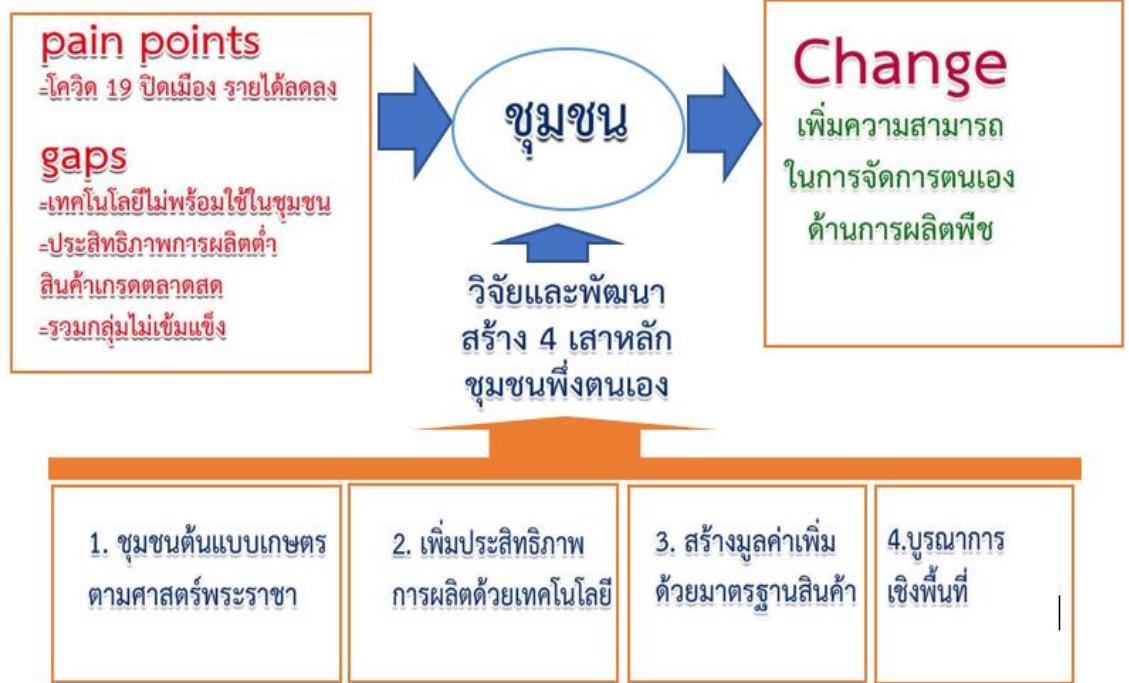 pain points
-โควิด 19 ปิดเมือง รายได้ลดลง
gaps
-เทคโนโลยีไม่พร้อมใช้ในชุมชน
-ประสิทธิภาพการผลิตต่ำ
สินค้าเกรดตลาดสด
-รวมกลุ่มไม่เข้มแข็ง
ชุมชน
Change
เพิ่มความสามารถ
ในการจัดการตนเอง
ด้านการผลิตพืช
วิจัยและพัฒนา
สร้าง 4 เสาหลัก
ชุมชนพึ่งตนเอง
1. ชุมชนต้นแบบเกษตร
ตามศาสตร์พระราชา
2. เพิ่มประสิทธิภาพ
การผลิตด้วยเทคโนโลยี
3. สร้างมูลค่าเพิ่ม
ด้วยมาตรฐานสินค้า
4.บูรณาการ
เชิงพื้นที่